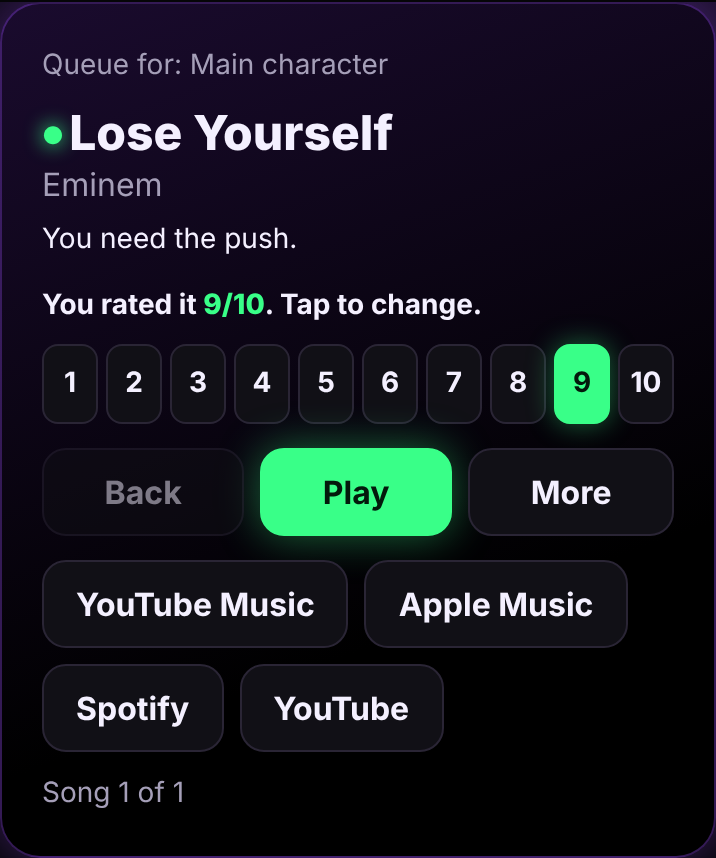 Queue for: Main character
Lose Yourself
Eminem
You need the push.
You rated it 9/10. Tap to change.
1 2 3 4 5 6 7 8 9 10
Back Play More
YouTube Music Apple Music
Spotify YouTube
Song 1 of 1